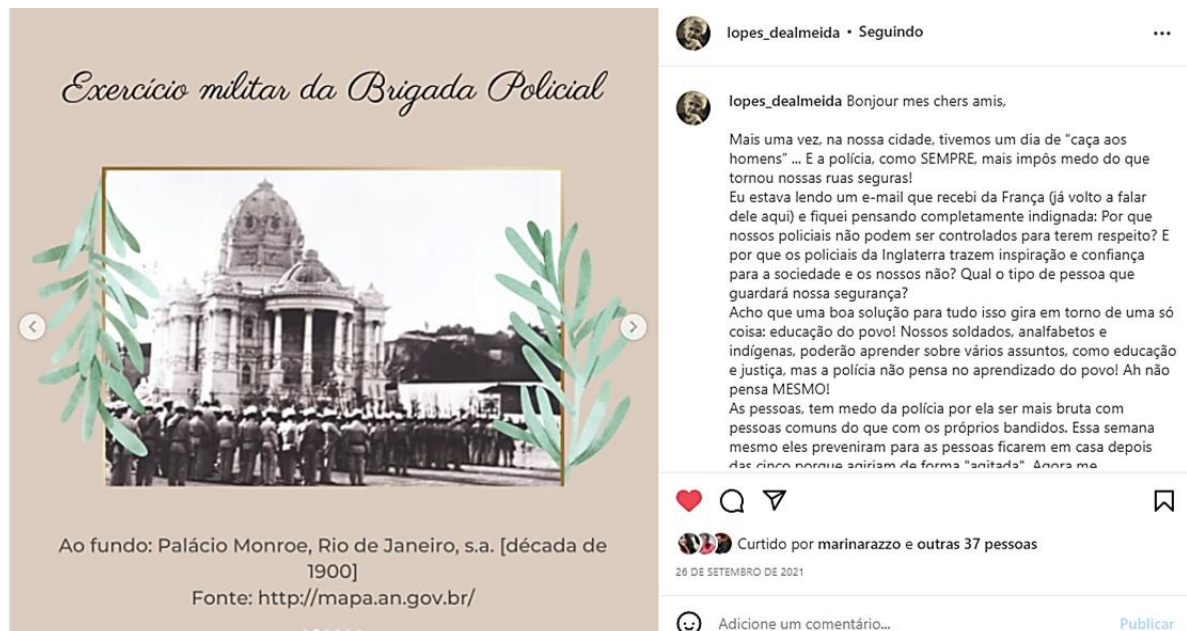 Exercício militar da Brigada Policial
Ao fundo: Palácio Monroe, Rio de Janeiro, s.a. [década de
1900]
Fonte: http://mapa.an.gov.br/
lopes_dealmeida • Seguindo
lopes_dealmeida Bonjour mes chers amis,
Mais uma vez, na nossa cidade, tivemos um dia de “caça aos
homens” ... E a polícia, como SEMPRE, mais impôs medo do que
tornou nossas ruas seguras!
Eu estava lendo um e-mail que recebi da França (já volto a falar
dele aqui) e fiquei pensando completamente indignada: Por que
nossos policiais não podem ser controlados para terem respeito? E
por que os policiais da Inglaterra trazem inspiração e confiança
para a sociedade e os nossos não? Qual o tipo de pessoa que
guardará nossa segurança?
Acho que uma boa solução para tudo isso gira em torno de uma só
coisa: educação do povo! Nossos soldados, analfabetos e
indígenas, poderão aprender sobre vários assuntos, como educação
e justiça, mas a polícia não pensa no aprendizado do povo! Ah não
pensa MESMO!
As pessoas, tem medo da polícia por ela ser mais bruta com
pessoas comuns do que com os próprios bandidos. Essa semana
mesmo eles preveniram para as pessoas ficarem em casa depois
das cinco porque agiriam de forma "agitada". Agora me
Curtido por marinarazzo e outras 37 pessoas
26 DE SETEMBRO DE 2021
Adicione um comentário...
Publicar